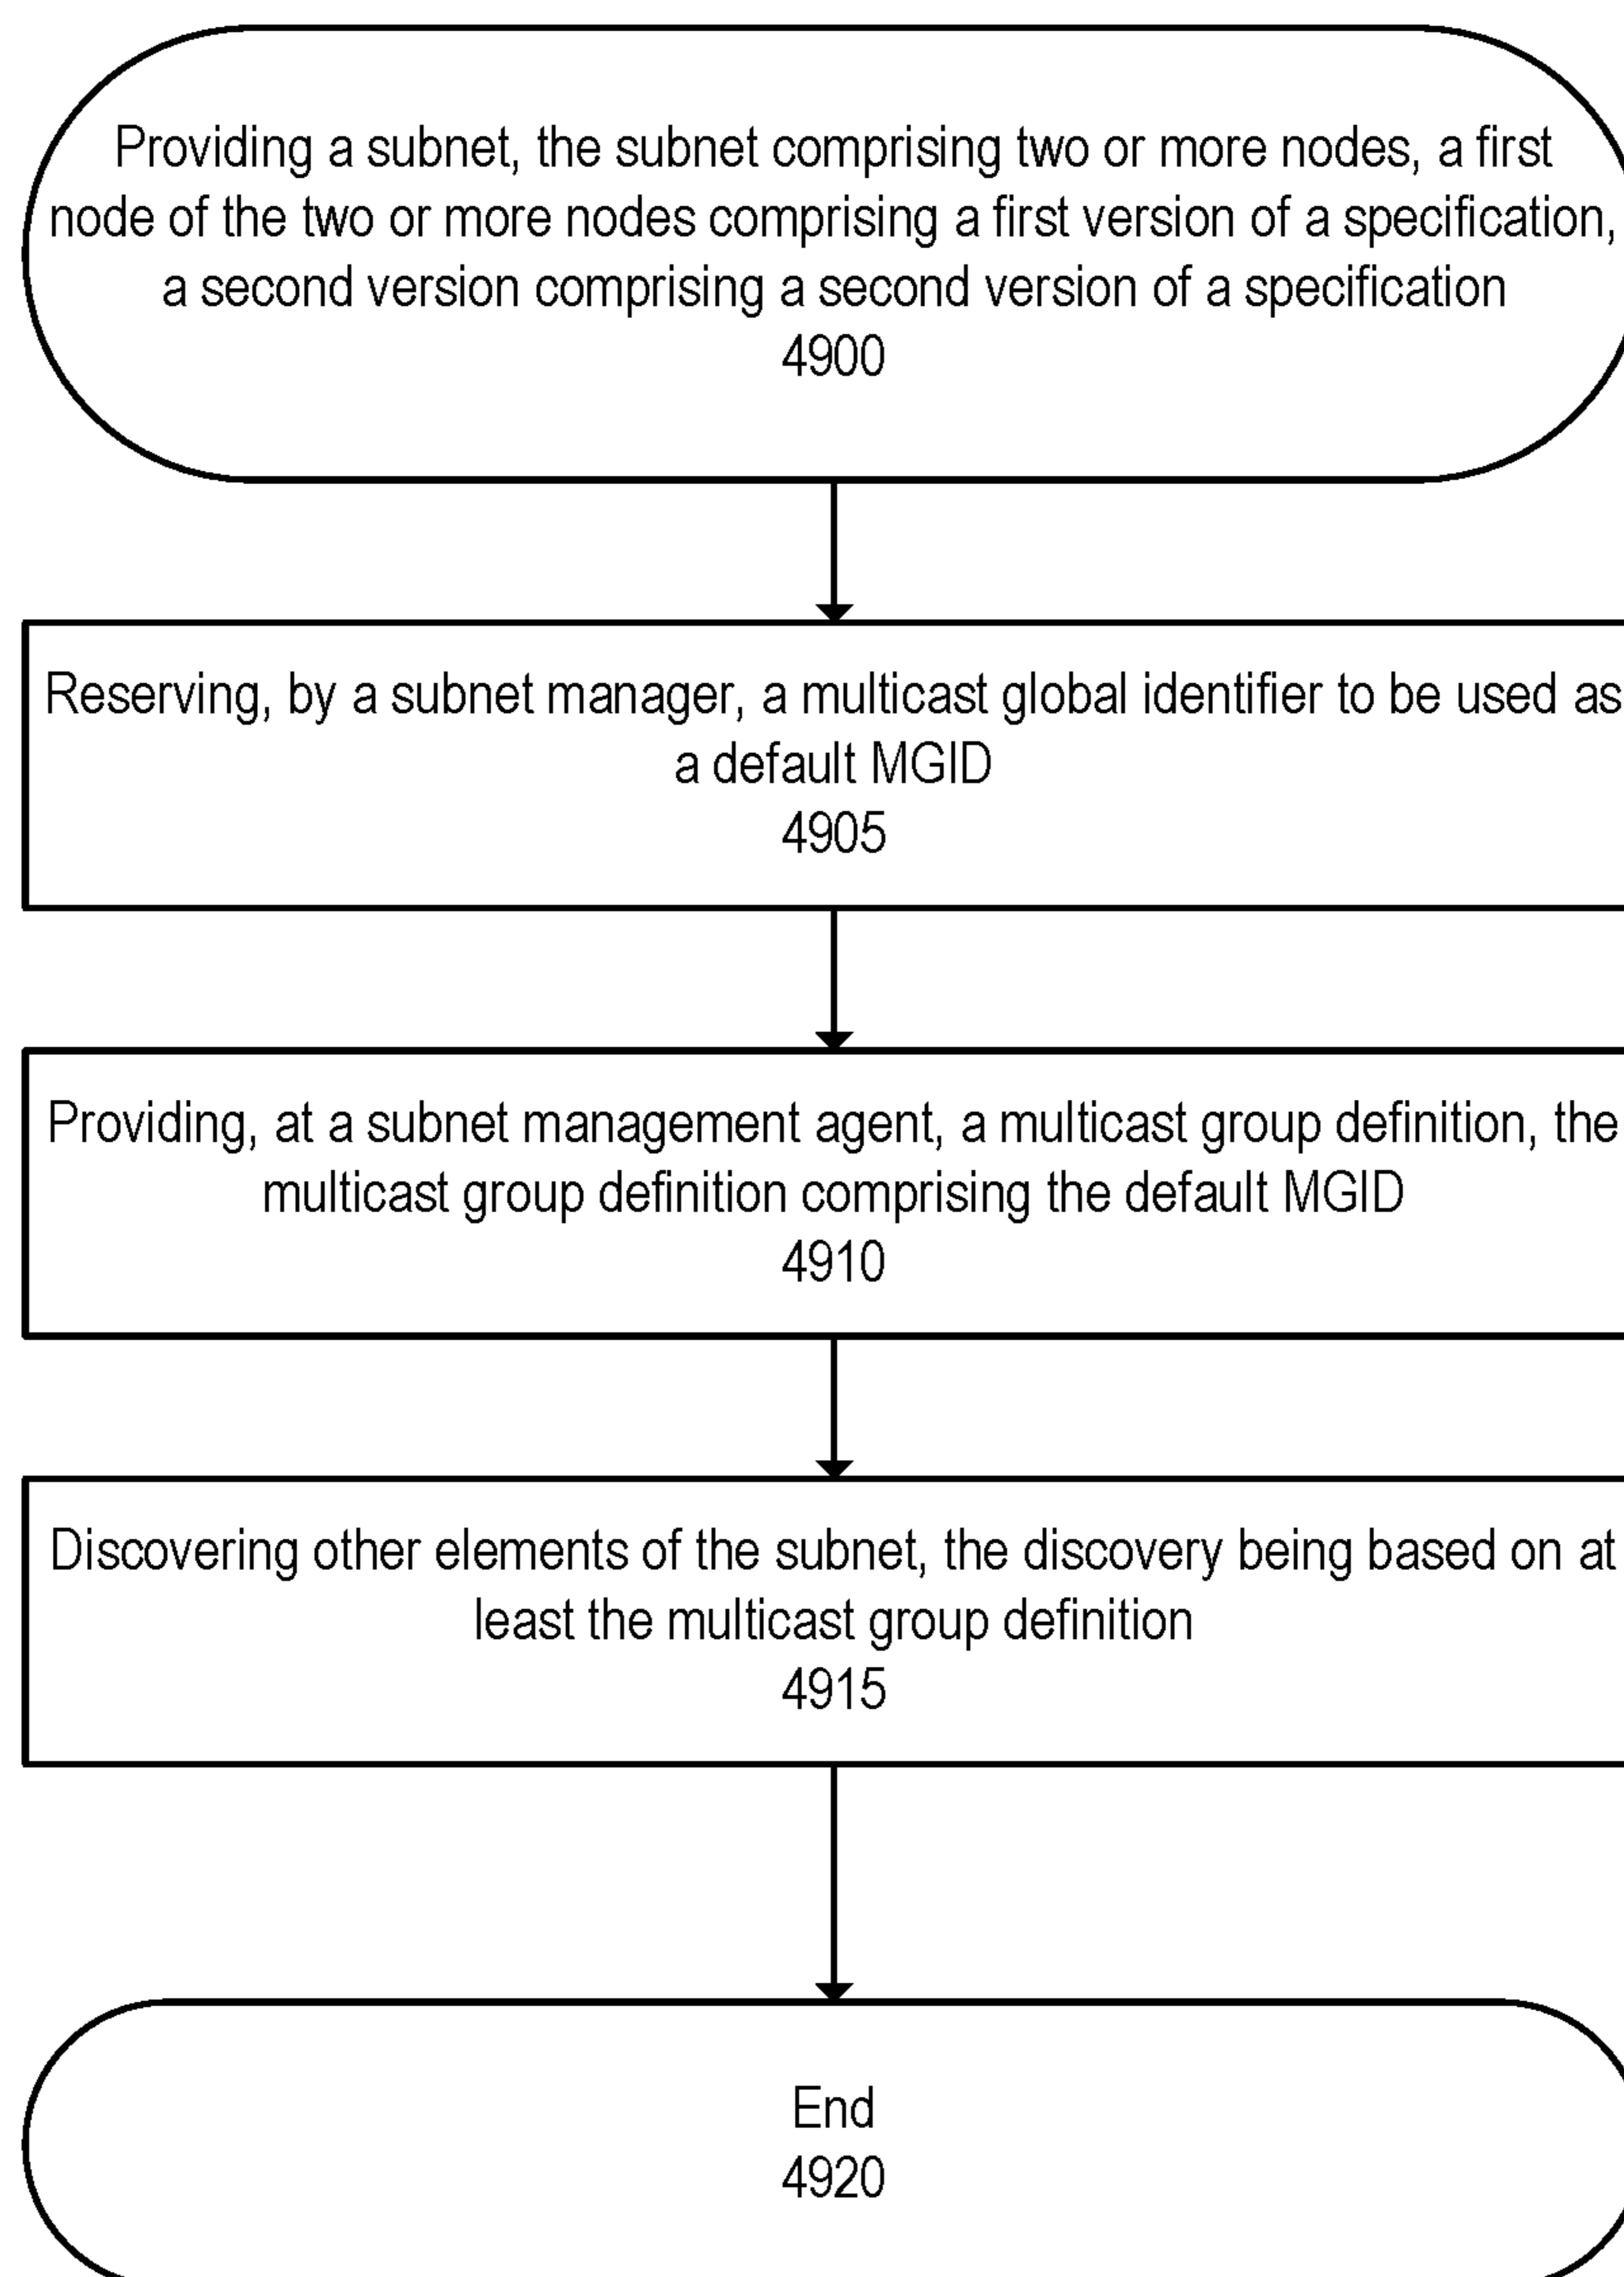 Providing a subnet, the subnet comprising two or more nodes, a first
node of the two or more nodes comprising a first version of a specification,
a second version comprising a second version of a specification
4900
Reserving, by a subnet manager, a multicast global identifier to be used as
a default MGID
4905
Providing, at a subnet management agent, a multicast group definition, the
multicast group definition comprising the default MGID
4910
Discovering other elements of the subnet, the discovery being based on at
least the multicast group definition
4915
End
4920